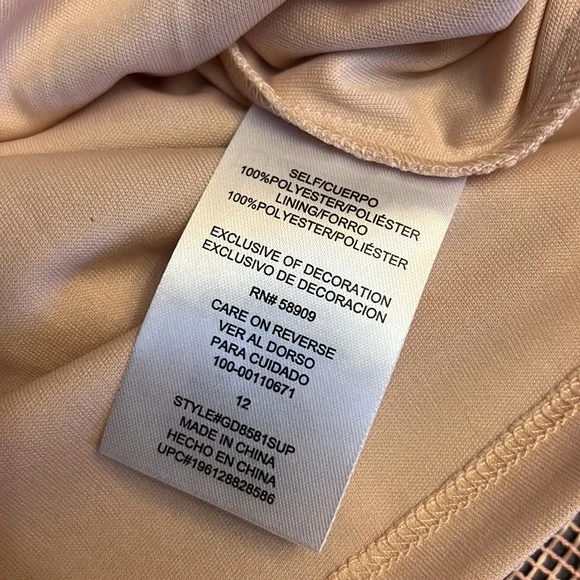 SELF/CUERPO
100%POLYESTER/POLIÉSTER
LINING/FORRO
100%POLYESTER/POLIÉSTER
EXCLUSIVE OF DECORATION
EXCLUSIVO DE DECORACION
RN# 58909
CARE ON REVERSE
VER AL DORSO
PARA CUIDADO
100-00110671
12
STYLE#GD8581SUP
MADE IN CHINA
HECHO EN CHINA
UPC#196128828586